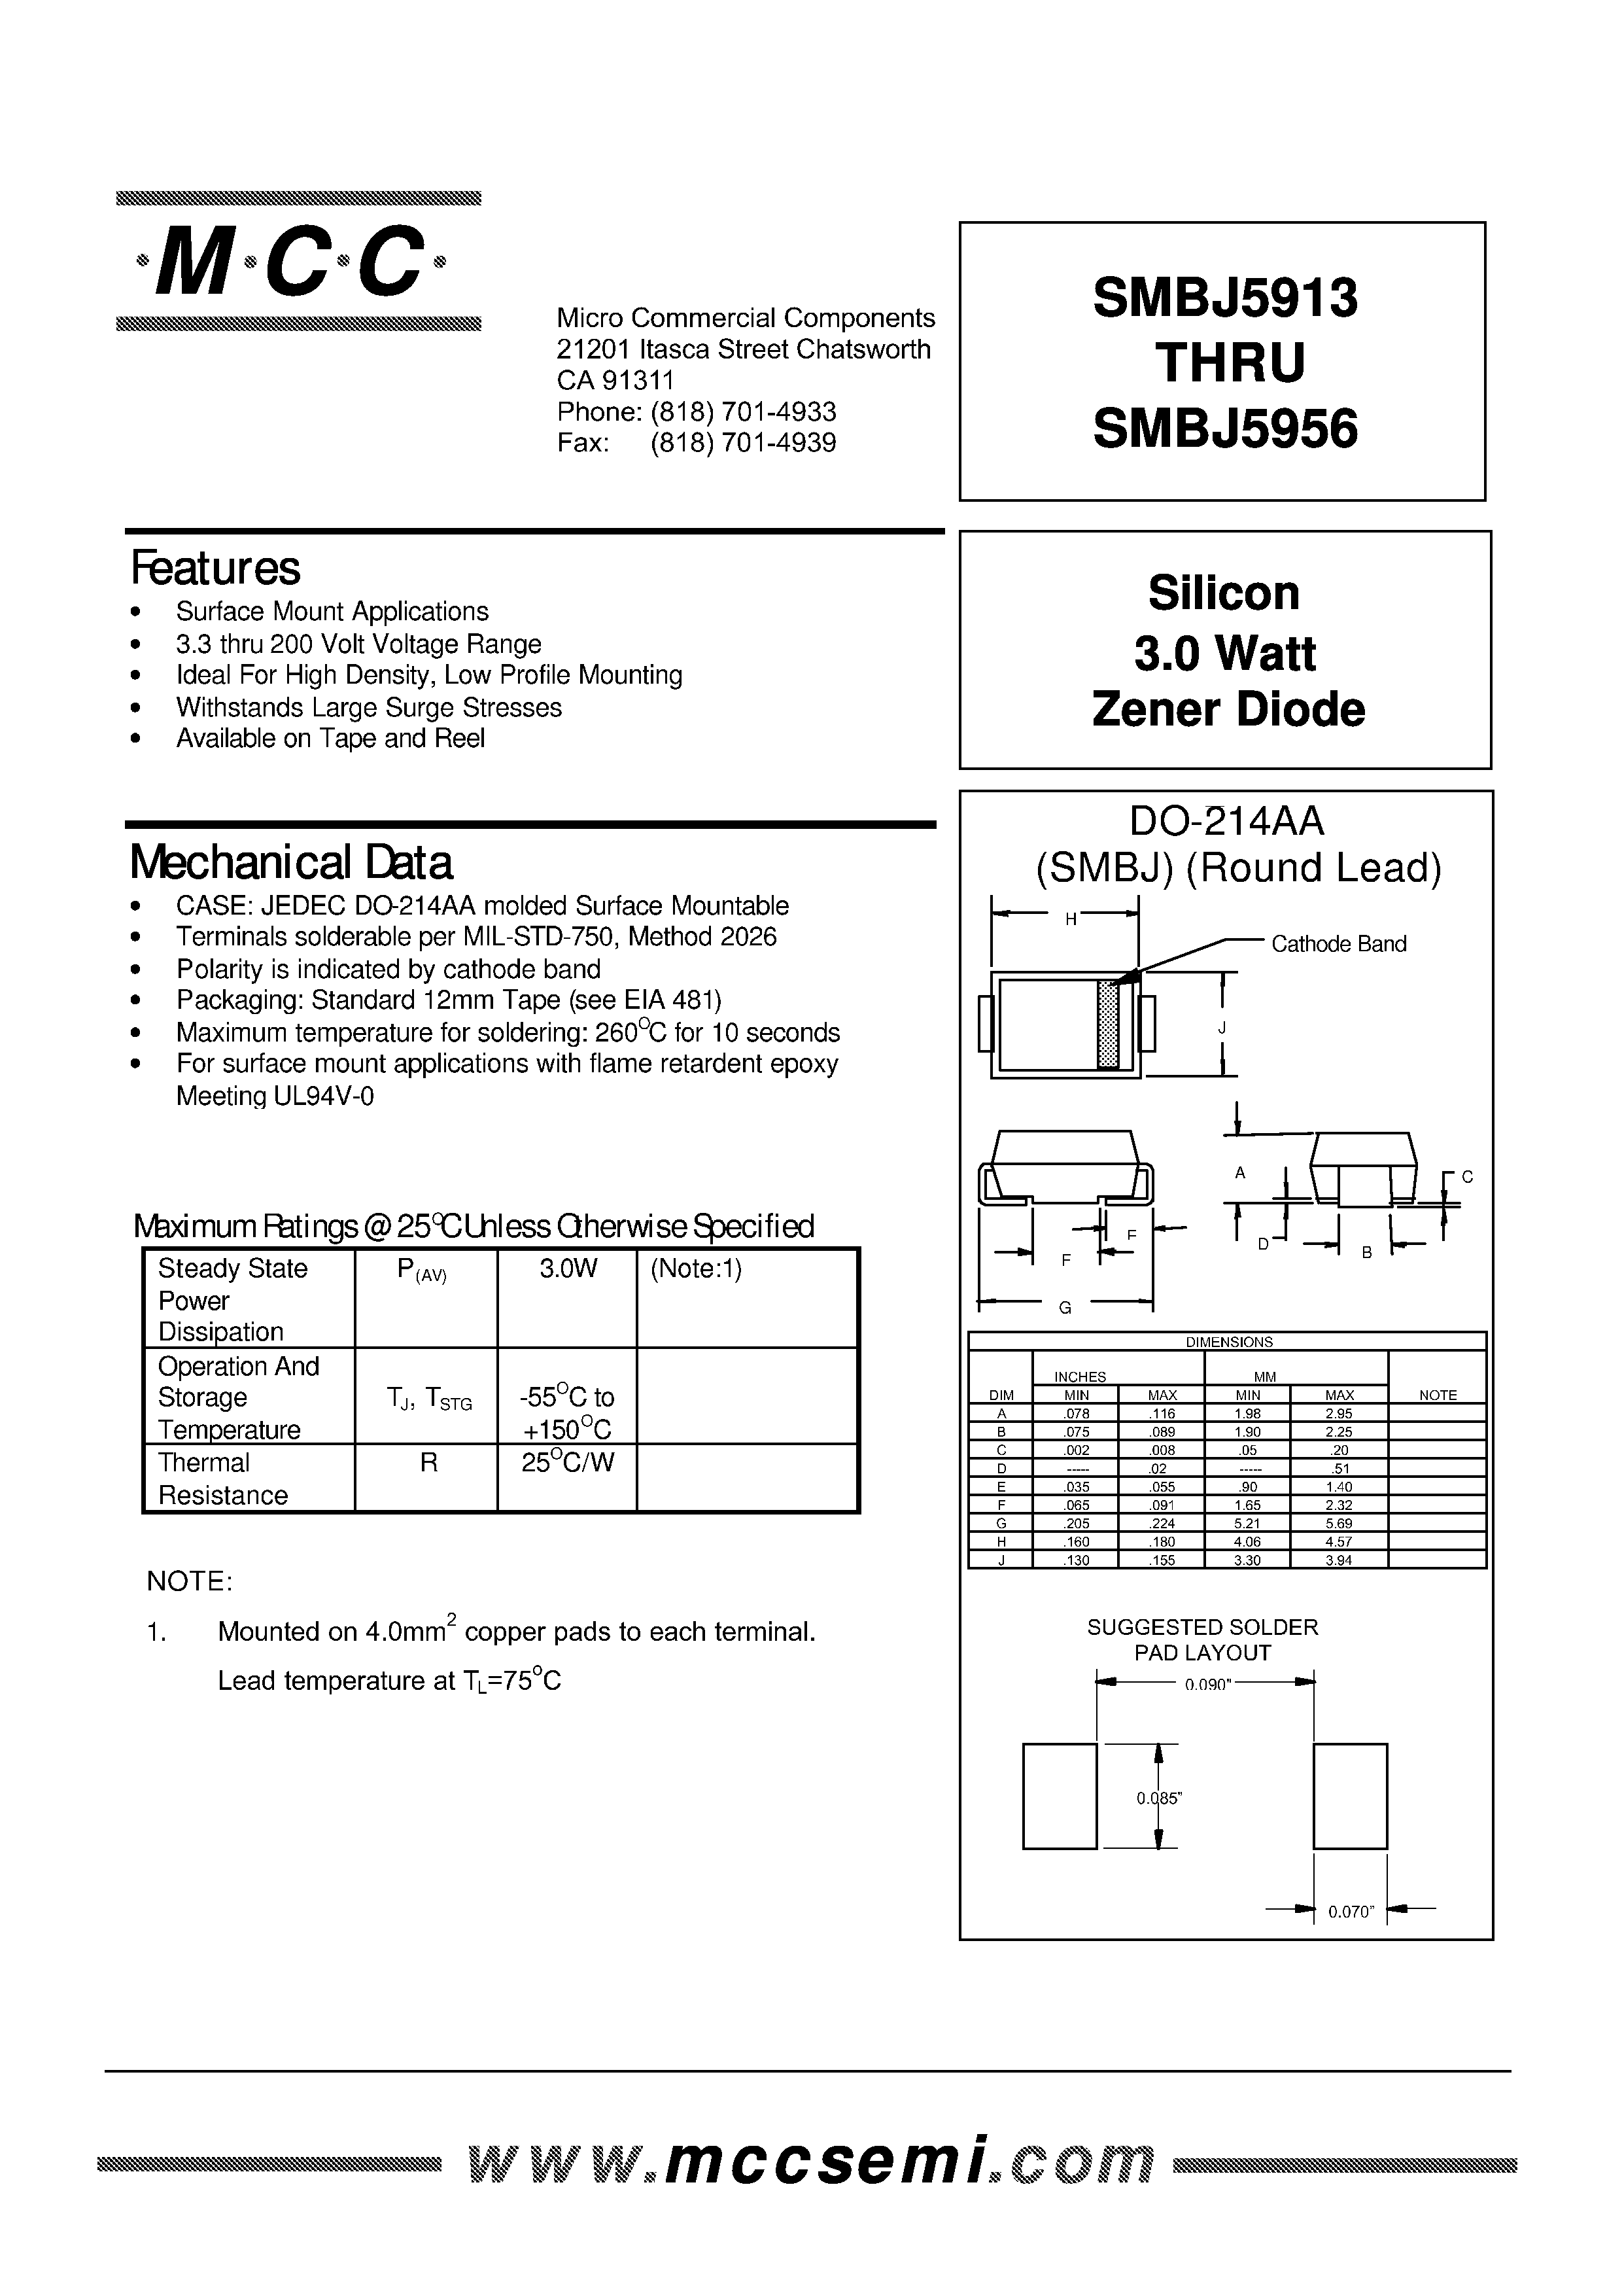 ·M·C·C·
Micro Commercial Components
21201 Itasca Street Chatsworth
CA 91311
Phone: (818) 701-4933
Fax: (818) 701-4939
SMBJ5913
THRU
SMBJ5956
Features
• Surface Mount Applications
• 3.3 thru 200 Volt Voltage Range
• Ideal For High Density, Low Profile Mounting
• Withstands Large Surge Stresses
• Available on Tape and Reel
Silicon
3.0 Watt
Zener Diode
Mechanical Data
• CASE: JEDEC DO-214AA molded Surface Mountable
• Terminals solderable per MIL-STD-750, Method 2026
• Polarity is indicated by cathode band
• Packaging: Standard 12mm Tape (see EIA 481)
• Maximum temperature for soldering: 260°C for 10 seconds
• For surface mount applications with flame retardent epoxy
Meeting UL94V-0
Maximum Ratings @ 25°C Unless Otherwise Specified
Steady State P(AV) 3.0W (Note:1)
Power
Dissipation
Operation And
Storage TJ, TSTG -55°C to
Temperature +150°C
Thermal R 25°C/W
Resistance
NOTE:
1. Mounted on 4.0mm² copper pads to each terminal.
Lead temperature at TL=75°C
DO-214AA
(SMBJ) (Round Lead)
H
Cathode Band
J
A
C
D
B
F
F
G
DIMENSIONS
INCHES MM
DIM MIN MAX MIN MAX NOTE
A .078 .116 1.98 2.95
B .075 .089 1.90 2.25
C .002 .008 .05 .20
D ----- .02 ----- .51
E .035 .055 .90 1.40
F .065 .091 1.65 2.32
G .205 .224 5.21 5.69
H .160 .180 4.06 4.57
J .130 .155 3.30 3.94
SUGGESTED SOLDER
PAD LAYOUT
0.090"
0.085"
0.070"
www.mccsemi.com